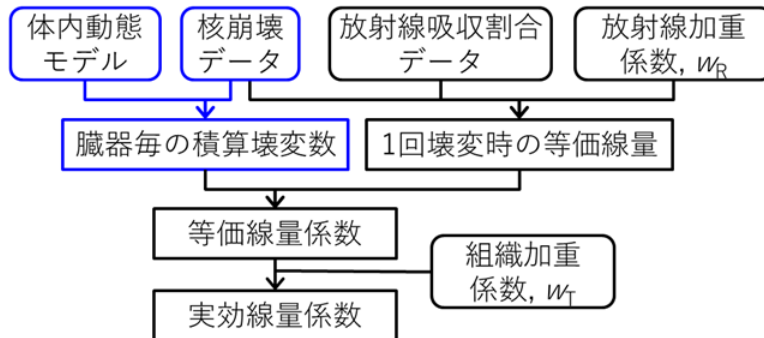 体内動態
モデル
核崩壊
データ
放射線吸収割合
データ
放射線加重
係数, wR
臓器毎の積算壊変数
1回壊変時の等価線量
等価線量係数
組織加重
係数, wT
実効線量係数